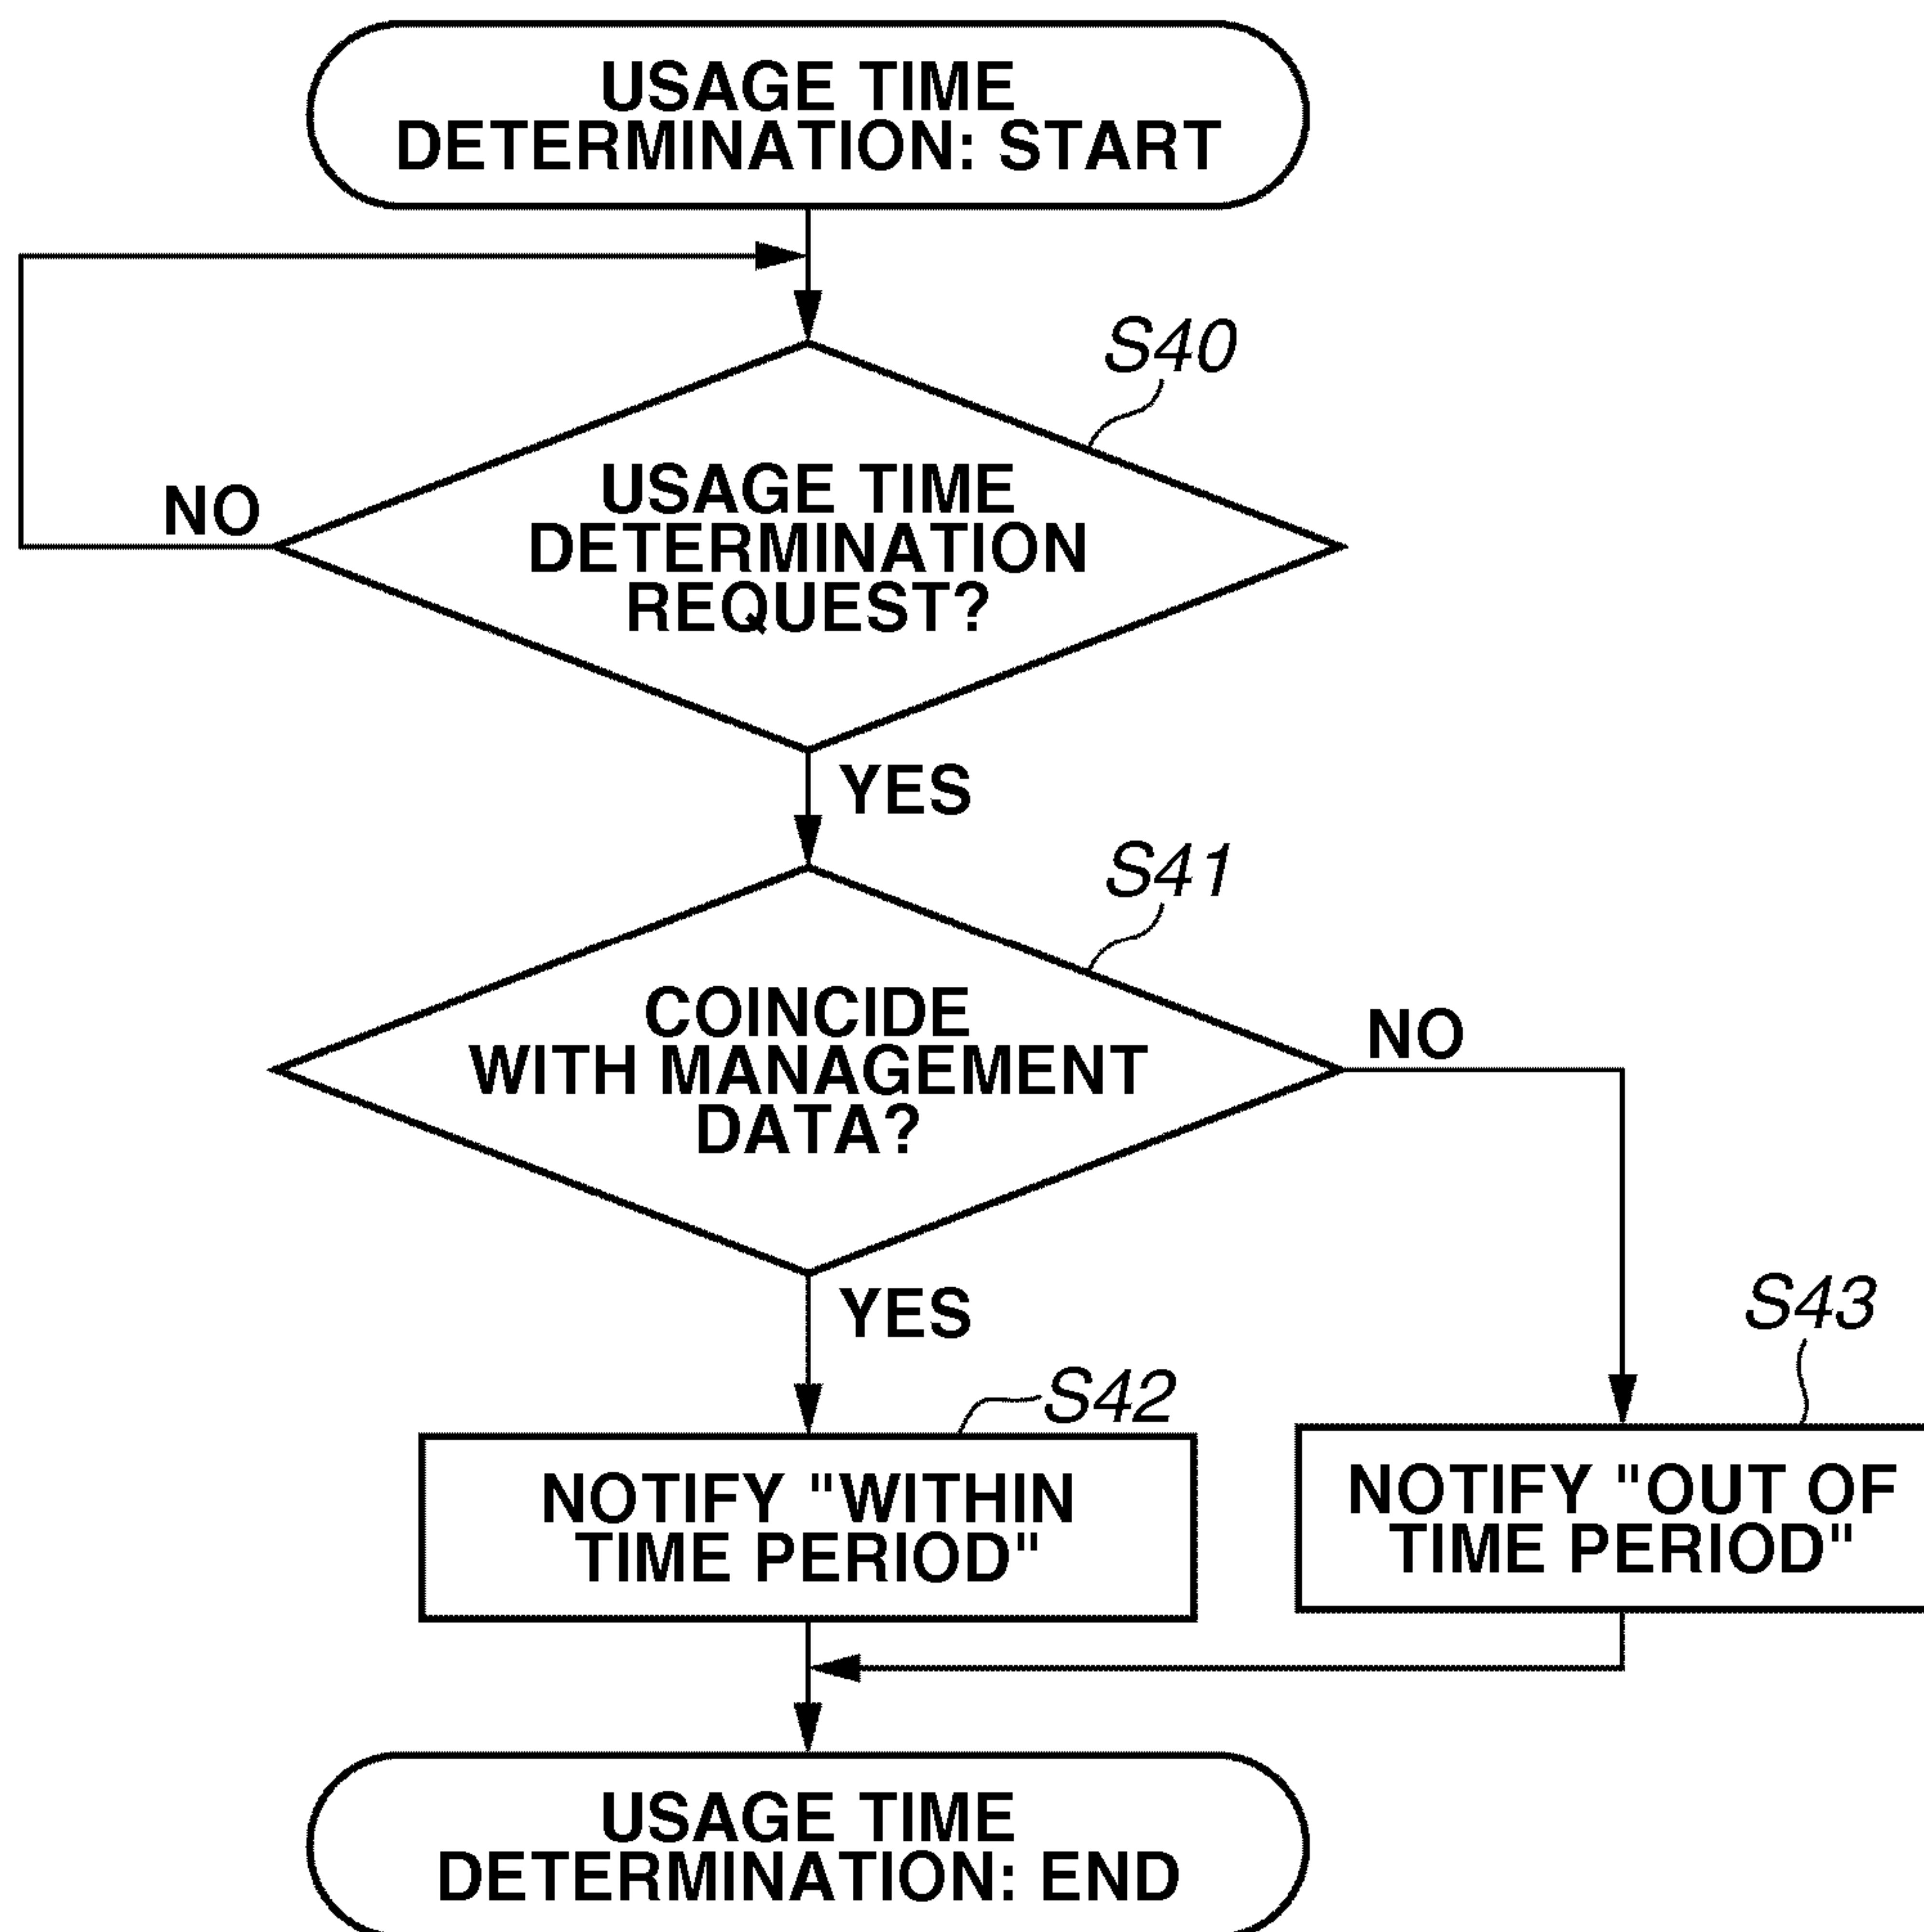 USAGE TIME
DETERMINATION: START
S40
USAGE TIME
DETERMINATION
REQUEST?
NO
YES
S41
COINCIDE
WITH MANAGEMENT
DATA?
NO
YES
S42
NOTIFY "WITHIN
TIME PERIOD"
S43
NOTIFY "OUT OF
TIME PERIOD"
USAGE TIME
DETERMINATION: END